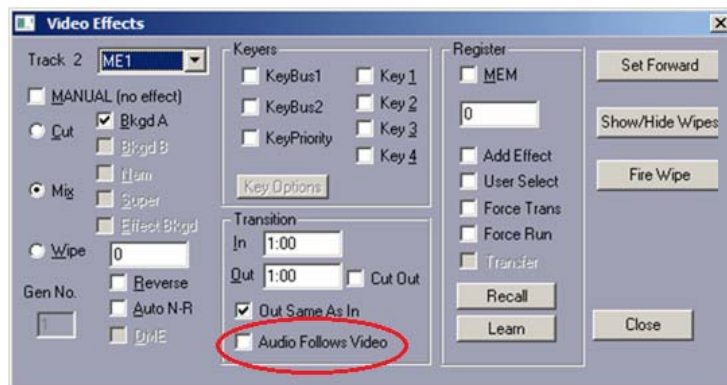 Video Effects
Track 2 ME1
MANUAL (no effect)
Cut
Bkgd A
Bkgd B
Nam
Mix
Super
Effect Bkgd
Wipe
0
Reverse
Gen No.
Auto N-R
1
DME
Keyers
KeyBus1
Key 1
KeyBus2
Key 2
KeyPriority
Key 3
Key 4
Key Options
Transition
In 1:00
Out 1:00 Cut Out
Out Same As In
Audio Follows Video
Register
MEM
0
Add Effect
User Select
Force Trans
Force Run
Transfer
Recall
Learn
Set Forward
Show/Hide Wipes
Fire Wipe
Close